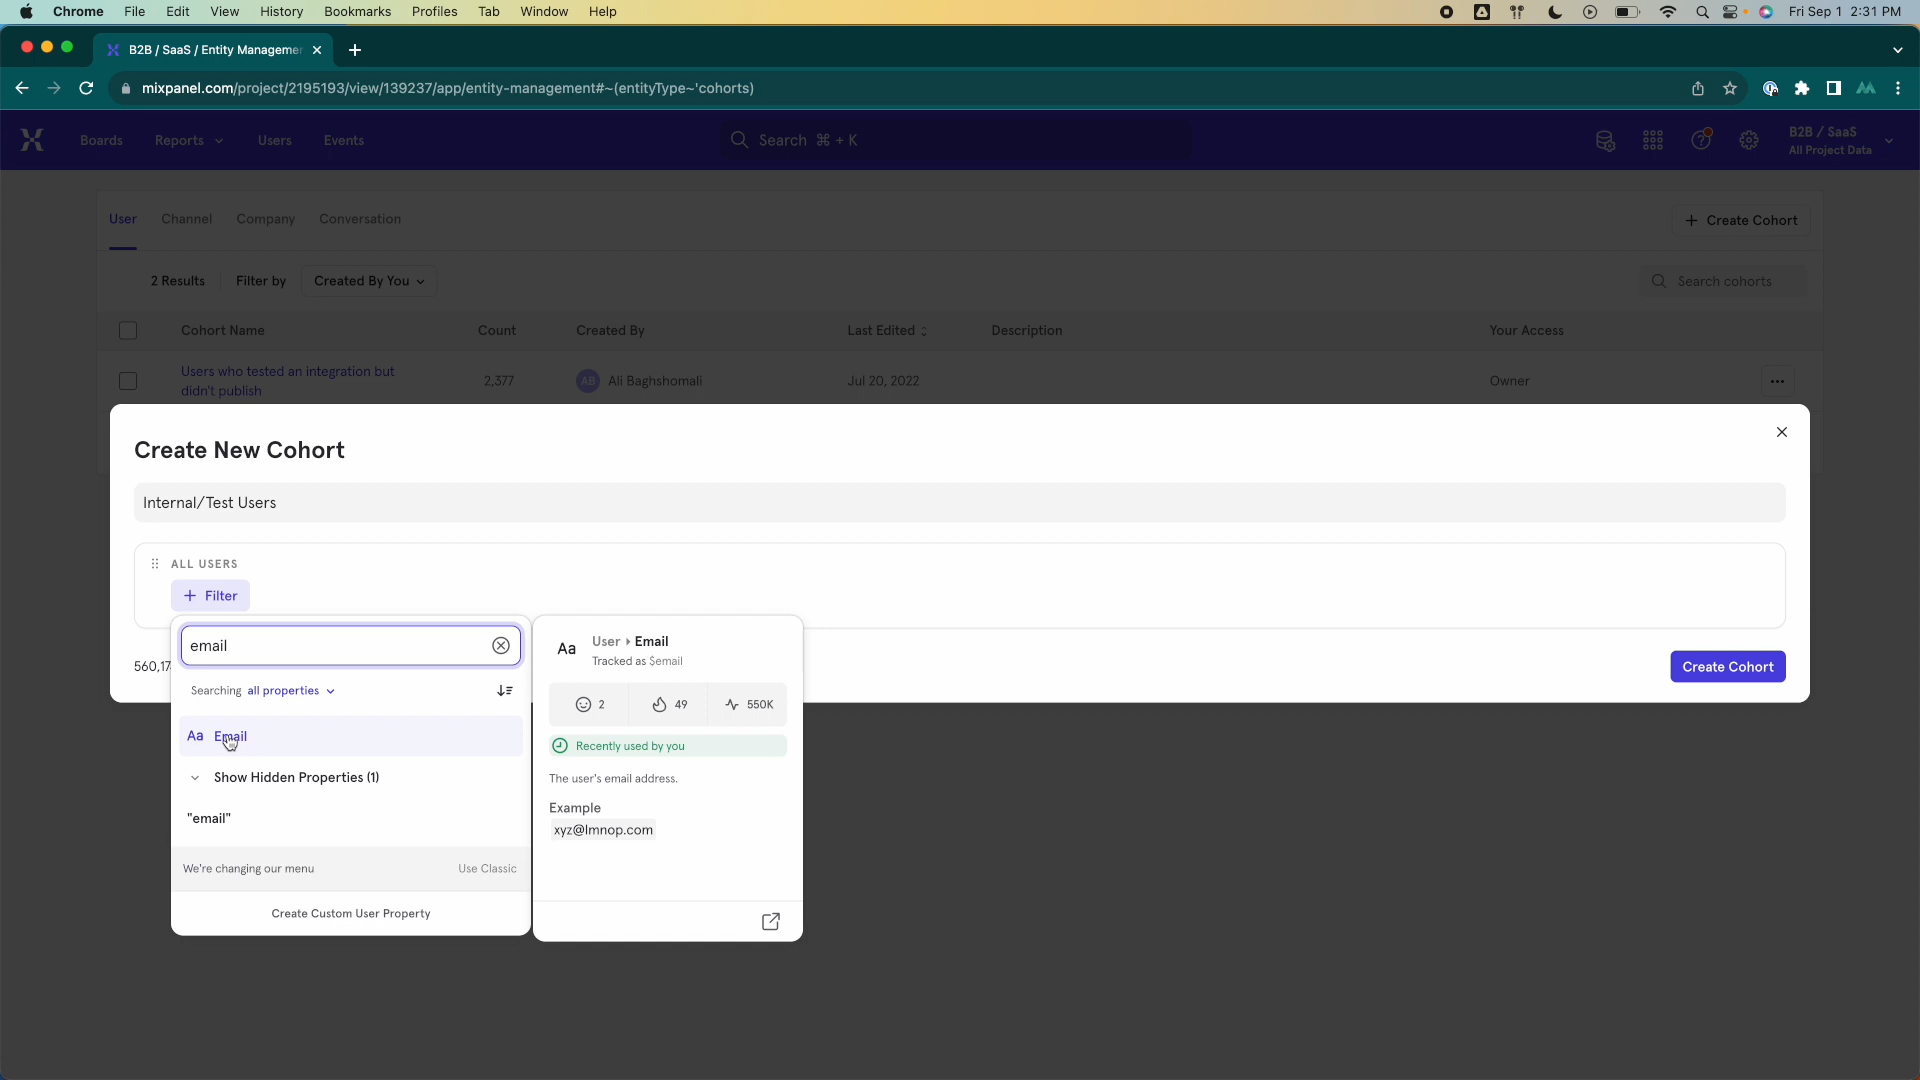 Chrome File Edit View History Bookmarks Profiles Tab Window Help Fri Sep 1 2:31 PM
B2B / SaaS / Entity Managemer
mixpanel.com/project/2195193/view/139237/app/entity-management#~(entityType~'cohorts)
Boards Reports Users Events Search ⌘ + K B2B / SaaS
All Project Data
User Channel Company Conversation + Create Cohort
2 Results Filter by Created By You Search cohorts
Cohort Name Count Created By Last Edited Description Your Access
Users who tested an integration but
didn't publish
2,377 AB Ali Baghshomali Jul 20, 2022 Owner
Create New Cohort
Internal/Test Users
ALL USERS
+ Filter
email
560,17
Searching all properties
Aa Email
Show Hidden Properties (1)
"email"
We're changing our menu Use Classic
Create Custom User Property
Aa User Email
Tracked as $email
2 49 550K
Recently used by you
The user's email address.
Example
xyz@lmnop.com
Create Cohort